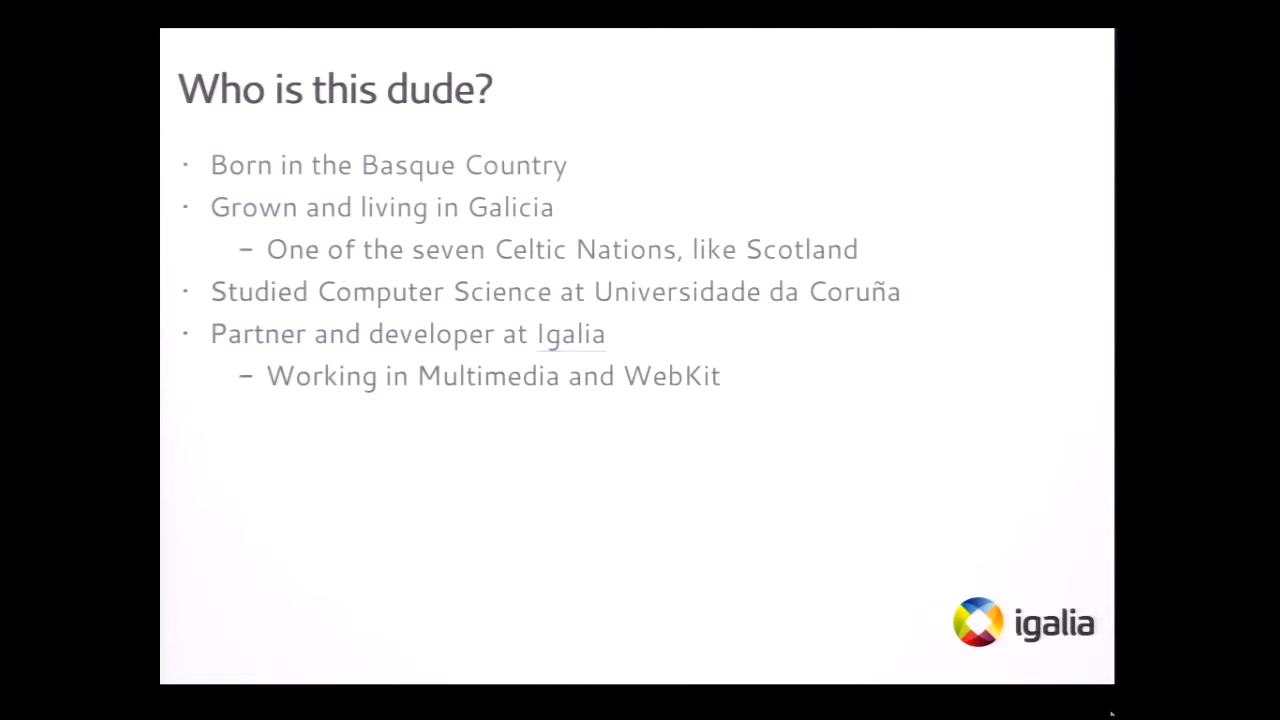 Who is this dude?
· Born in the Basque Country
· Grown and living in Galicia
– One of the seven Celtic Nations, like Scotland
· Studied Computer Science at Universidade da Coruña
· Partner and developer at Igalia
– Working in Multimedia and WebKit
igalia